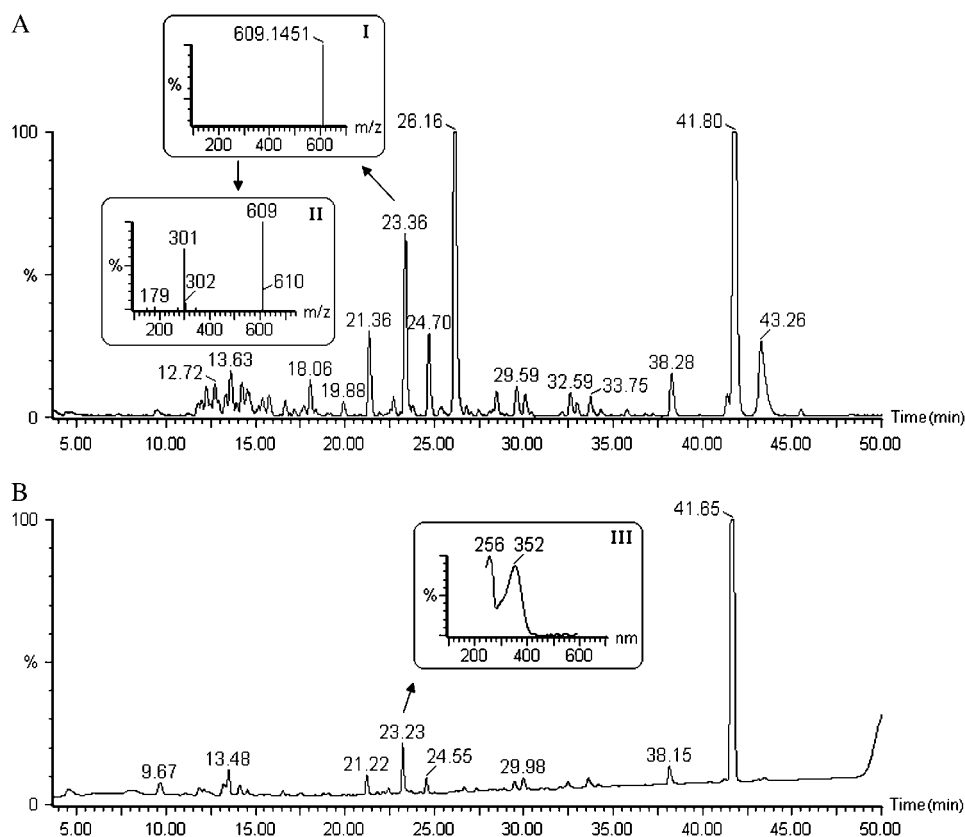 A
I
609.1451
%
m/z
200 400 600
II
609
301
302
610
179
%
m/z
200 400 600
100
%
0
12.72
13.63
18.06
19.88
21.36
23.36
24.70
26.16
29.59
32.59
33.75
38.28
41.80
43.26
Time (min)
5.00 10.00 15.00 20.00 25.00 30.00 35.00 40.00 45.00 50.00
B
III
256 352
%
nm
200 400 600
100
%
0
9.67
13.48
21.22
23.23
24.55
29.98
38.15
41.65
Time (min)
5.00 10.00 15.00 20.00 25.00 30.00 35.00 40.00 45.00 50.00